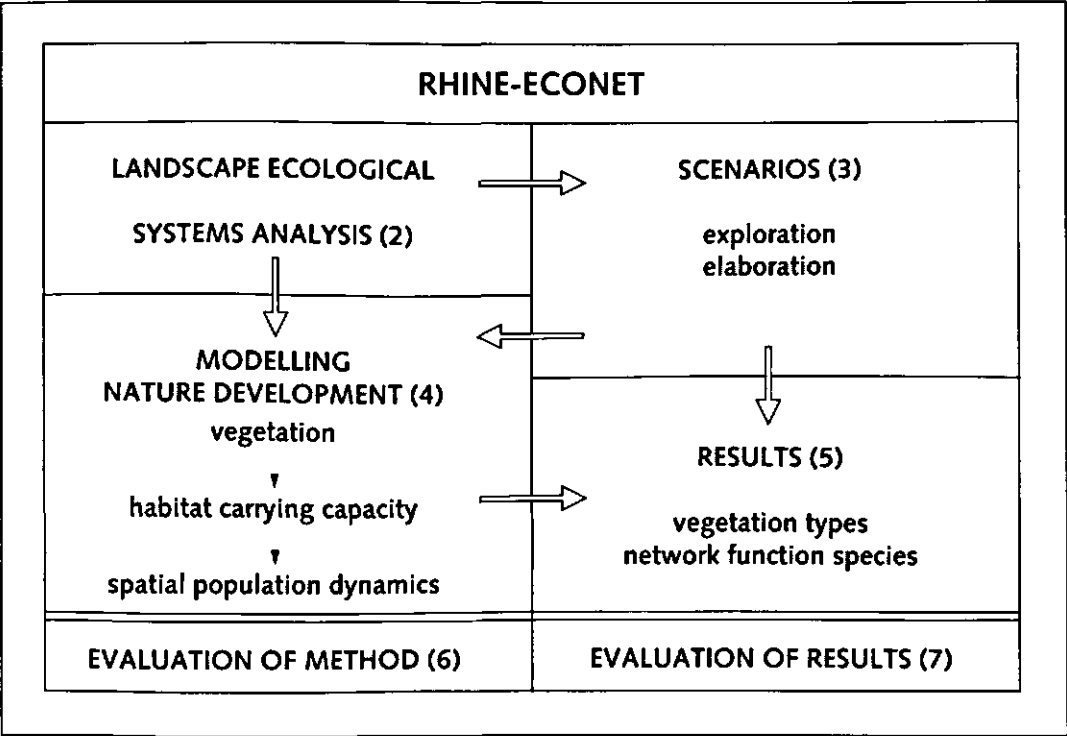 RHINE-ECONET
LANDSCAPE ECOLOGICAL
SYSTEMS ANALYSIS (2)
SCENARIOS (3)
exploration
elaboration
MODELLING
NATURE DEVELOPMENT (4)
vegetation
habitat carrying capacity
spatial population dynamics
RESULTS (5)
vegetation types
network function species
EVALUATION OF METHOD (6)
EVALUATION OF RESULTS (7)